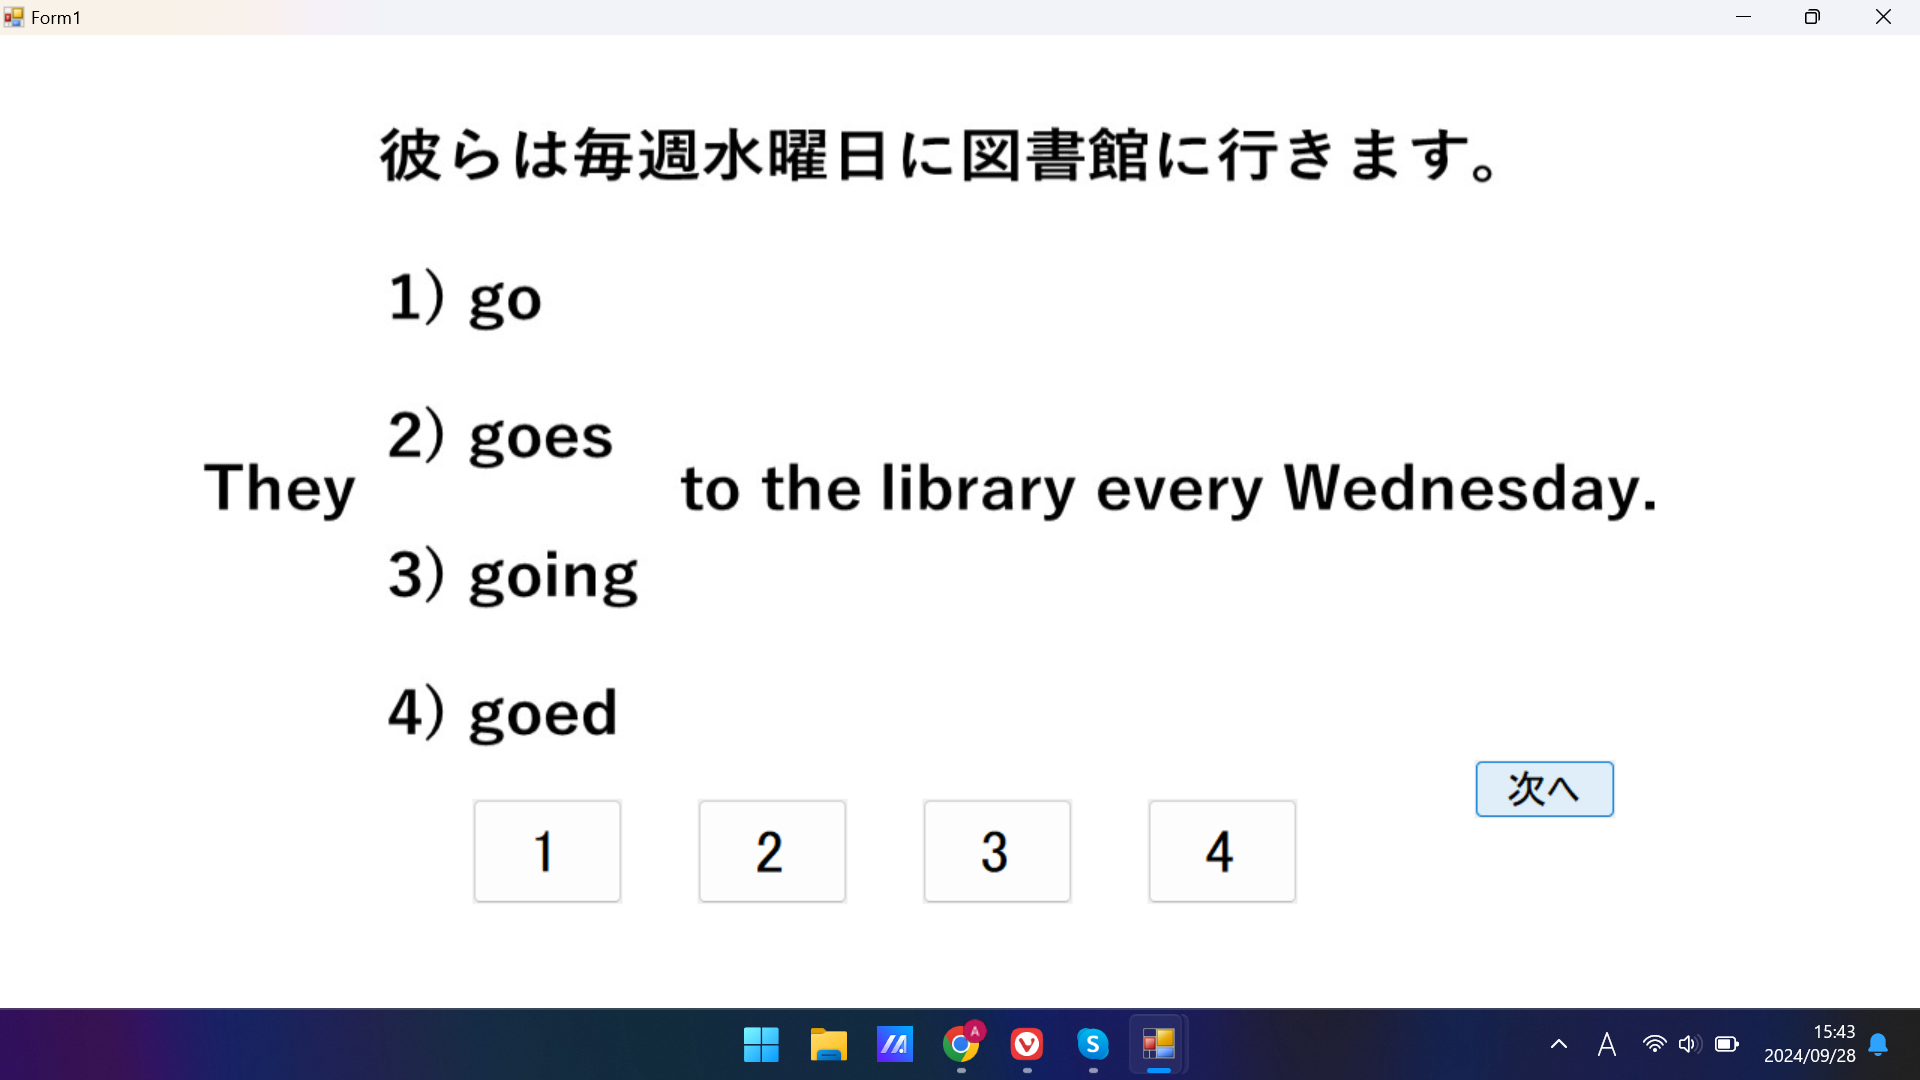 Form1
彼らは毎週水曜日に図書館に行きます。
1) go
2) goes
They to the library every Wednesday.
3) going
4) goed
次へ
1 2 3 4
A
A
S
15:43
2024/09/28